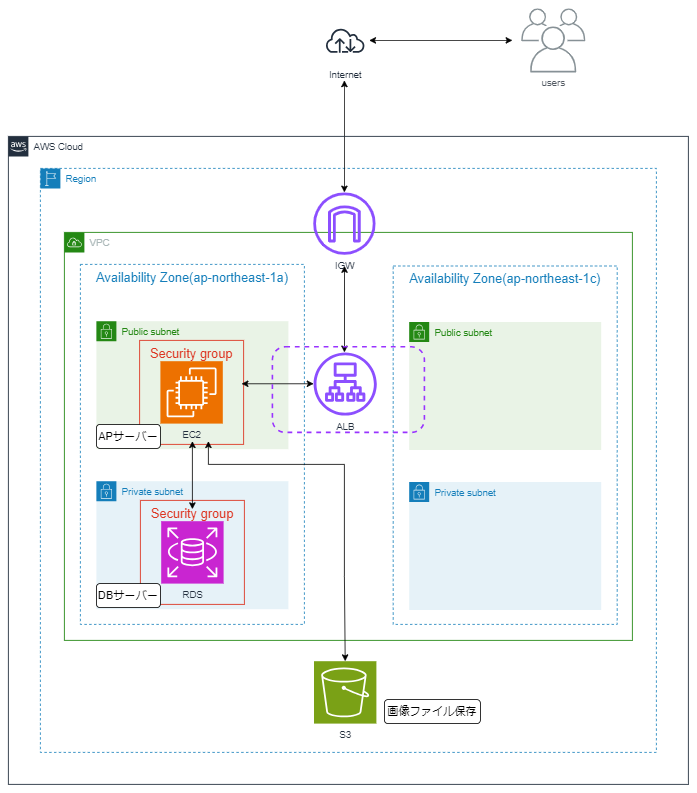 Internet
users
aws
AWS Cloud
Region
IGW
VPC
Availability Zone(ap-northeast-1a)
Availability Zone(ap-northeast-1c)
Public subnet
Security group
EC2
APサーバー
ALB
Public subnet
Private subnet
Security group
RDS
DBサーバー
Private subnet
S3
画像ファイル保存